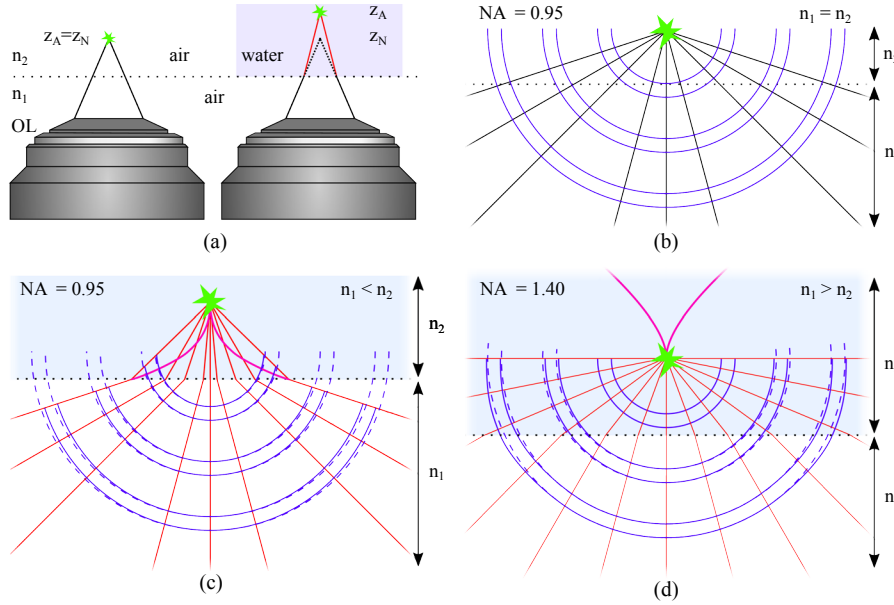 z_A=z_N
n_2
air
n_1
OL
water
z_A
z_N
air
(a)
NA = 0.95
n_1 = n_2
n
n
(b)
NA = 0.95
n_1 < n_2
n_2
n_1
(c)
NA = 1.40
n_1 > n_2
n
n
(d)